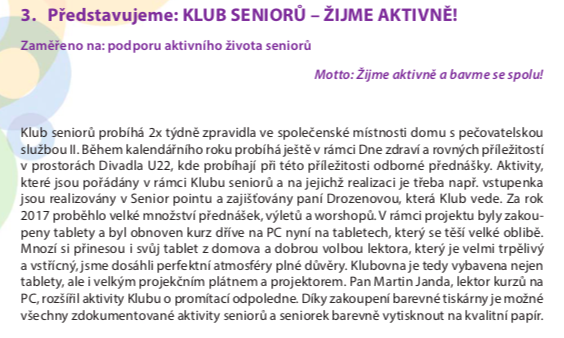 3. Představujeme: KLUB SENIORŮ – ŽIJME AKTIVNĚ!
Zaměřeno na: podporu aktivního života seniorů
Motto: Žijme aktivně a bavme se spolu!
Klub seniorů probíhá 2x týdně zpravidla ve společenské místnosti domu s pečovatelskou
službou II. Během kalendářního roku probíhá ještě v rámci Dne zdraví a rovných příležitostí
v prostorách Divadla U22, kde probíhají při této příležitosti odborné přednášky. Aktivity,
které jsou pořádány v rámci Klubu seniorů a na jejichž realizaci je třeba např. vstupenka
jsou realizovány v Senior pointu a zajišťovány paní Drozenovou, která Klub vede. Za rok
2017 proběhlo velké množství přednášek, výletů a worshopů. V rámci projektu byly zakou-
peny tablety a byl obnoven kurz dříve na PC nyní na tabletech, který se těší velké oblibě.
Mnozí si přinesou i svůj tablet z domova a dobrou volbou lektora, který je velmi trpělivý
a vstřícný, jsme dosáhli perfektní atmosféry plné důvěry. Klubovna je tedy vybavena nejen
tablety, ale i velkým projekčním plátnem a projektorem. Pan Martin Janda, lektor kurzů na
PC, rozšířil aktivity Klubu o promítací odpoledne. Díky zakoupení barevné tiskárny je možné
všechny zdokumentované aktivity seniorů a seniorek barevně vytisknout na kvalitní papír.